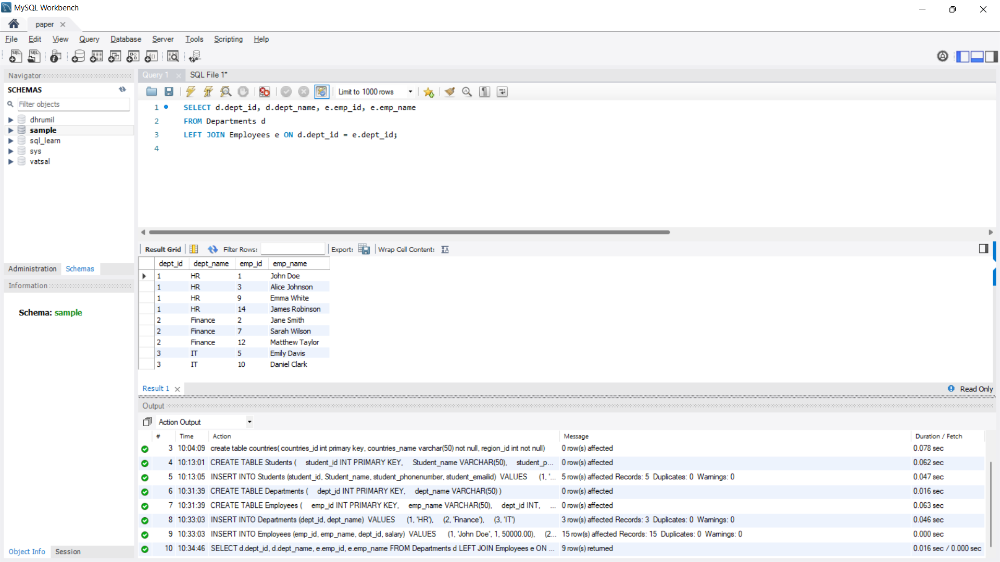 MySQL Workbench
paper
File Edit View Query Database Server Tools Scripting Help
Navigator
SCHEMAS
Filter objects
dhrumil
sample
sql_learn
sys
vatsal
Administration Schemas
Information
Schema: sample
Object Info Session
Query 1 SQL File 1*
Limit to 1000 rows
1 SELECT d.dept_id, d.dept_name, e.emp_id, e.emp_name
2 FROM Departments d
3 LEFT JOIN Employees e ON d.dept_id = e.dept_id;
4
Result Grid Filter Rows: Export: Wrap Cell Content:
dept_id dept_name emp_id emp_name
1 HR 1 John Doe
1 HR 3 Alice Johnson
1 HR 9 Emma White
1 HR 14 James Robinson
2 Finance 2 Jane Smith
2 Finance 7 Sarah Wilson
2 Finance 12 Matthew Taylor
3 IT 5 Emily Davis
3 IT 10 Daniel Clark
Result 1 Read Only
Output
Action Output
# Time Action Message Duration / Fetch
3 10:04:09 create table countries( countries_id int primary key, countries_name varchar(50) not null, region_id int not null) 0 row(s) affected 0.078 sec
4 10:13:01 CREATE TABLE Students ( student_id INT PRIMARY KEY, Student_name VARCHAR(50), student_p... 0 row(s) affected 0.062 sec
5 10:13:05 INSERT INTO Students (student_id, Student_name, student_phonenumber, student_emailid) VALUES (1, '... 5 row(s) affected Records: 5 Duplicates: 0 Warnings: 0 0.047 sec
6 10:31:39 CREATE TABLE Departments ( dept_id INT PRIMARY KEY, dept_name VARCHAR(50) ) 0 row(s) affected 0.016 sec
7 10:31:39 CREATE TABLE Employees ( emp_id INT PRIMARY KEY, emp_name VARCHAR(50), dept_id INT, ... 0 row(s) affected 0.063 sec
8 10:33:03 INSERT INTO Departments (dept_id, dept_name) VALUES (1, 'HR'), (2, 'Finance'), (3, 'IT') 3 row(s) affected Records: 3 Duplicates: 0 Warnings: 0 0.046 sec
9 10:33:03 INSERT INTO Employees (emp_id, emp_name, dept_id, salary) VALUES (1, 'John Doe', 1, 50000.00), (2... 15 row(s) affected Records: 15 Duplicates: 0 Warnings: 0 0.000 sec
10 10:34:46 SELECT d.dept_id, d.dept_name, e.emp_id, e.emp_name FROM Departments d LEFT JOIN Employees e ON ... 9 row(s) returned 0.016 sec / 0.000 sec